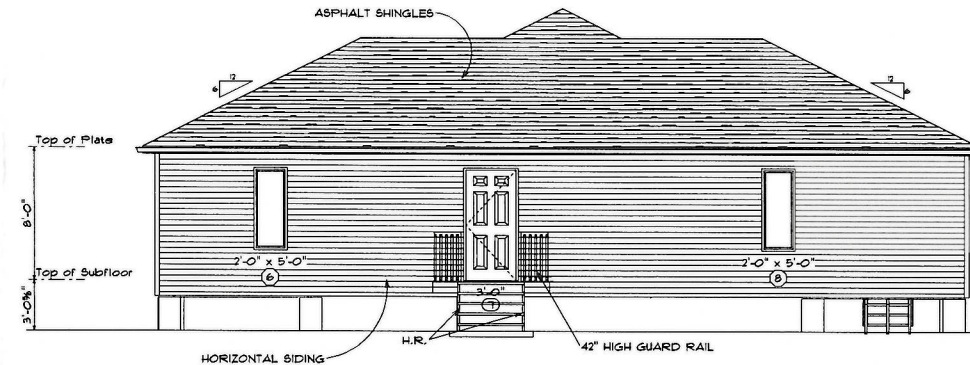 ASPHALT SHINGLES
12
6
12
6
Top of Plate
8'-0"
Top of Subfloor
2'-0" x 5'-0"
6
2'-0" x 5'-0"
8
3'-0"
7
H.R.
42" HIGH GUARD RAIL
HORIZONTAL SIDING